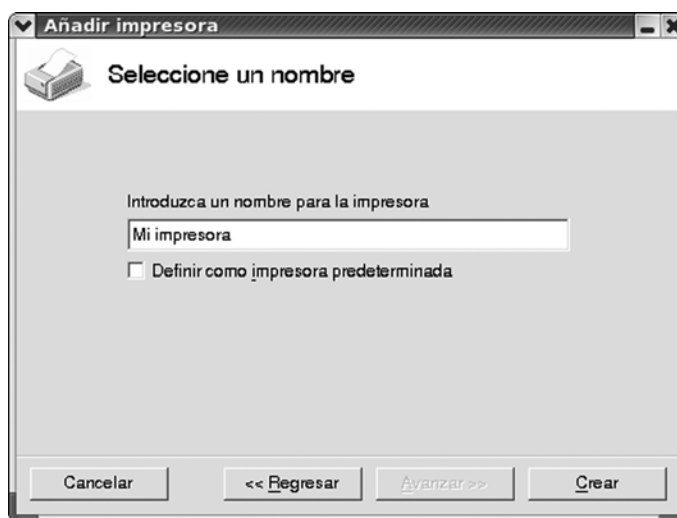 Añadir impresora
Seleccione un nombre
Introduzca un nombre para la impresora
Mi impresora
Definir como impresora predeterminada
Cancelar
<< Regresar
Avanzar >>
Crear